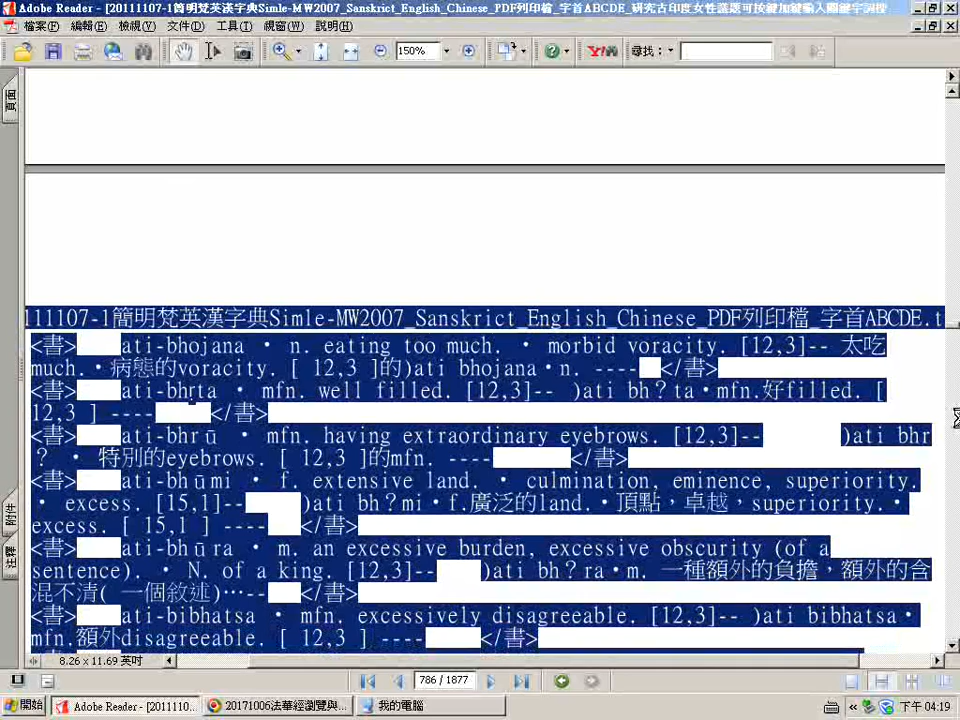 Adobe Reader - [20111107-1簡明梵英漢字典Simle-MW2007_Sanskrict_English_Chinese_PDF列印檔_字首ABCDE_研究古印度女性議題可按
檔案(F) 編輯(E) 檢視(V) 文件(D) 工具(T) 視窗(W) 說明(H)
150% Y! 尋找:
頁面
111107-1簡明梵英漢字典Simle-MW2007_Sanskrict_English_Chinese_PDF列印檔_字首ABCDE.t
<書> ati-bhojana · n. eating too much. · morbid voracity. [12,3]-- 太吃
much.·病態的voracity. [ 12,3 ]的)ati bhojana·n. ---- </書>
<書> ati-bhrta · mfn. well filled. [12,3]-- )ati bh?ta·mfn.好filled. [
12,3 ] ---- </書>
<書> ati-bhrū · mfn. having extraordinary eyebrows. [12,3]-- )ati bhr
? · 特別的eyebrows. [ 12,3 ]的mfn. ---- </書>
<書> ati-bhūmi · f. extensive land. · culmination, eminence, superiority.
· excess. [15,1]-- )ati bh?mi·f.廣泛的land.·頂點,卓越,superiority.·
excess. [ 15,1 ] ---- </書>
<書> ati-bhūra · m. an excessive burden, excessive obscurity (of a
sentence). · N. of a king. [12,3]-- )ati bh?ra·m. 一種額外的負擔,額外的含
混不清( 一個敘述)…-- </書>
<書> ati-bibhatsa · mfn. excessively disagreeable. [12,3]-- )ati bibhatsa·
mfn.額外disagreeable. [ 12,3 ] ---- </書>
附件
注釋
8.26 x 11.69 英吋
786 / 1877
開始 Adobe Reader - [2011110... 20171006法華經瀏覽與... 我的電腦 下午 04:19